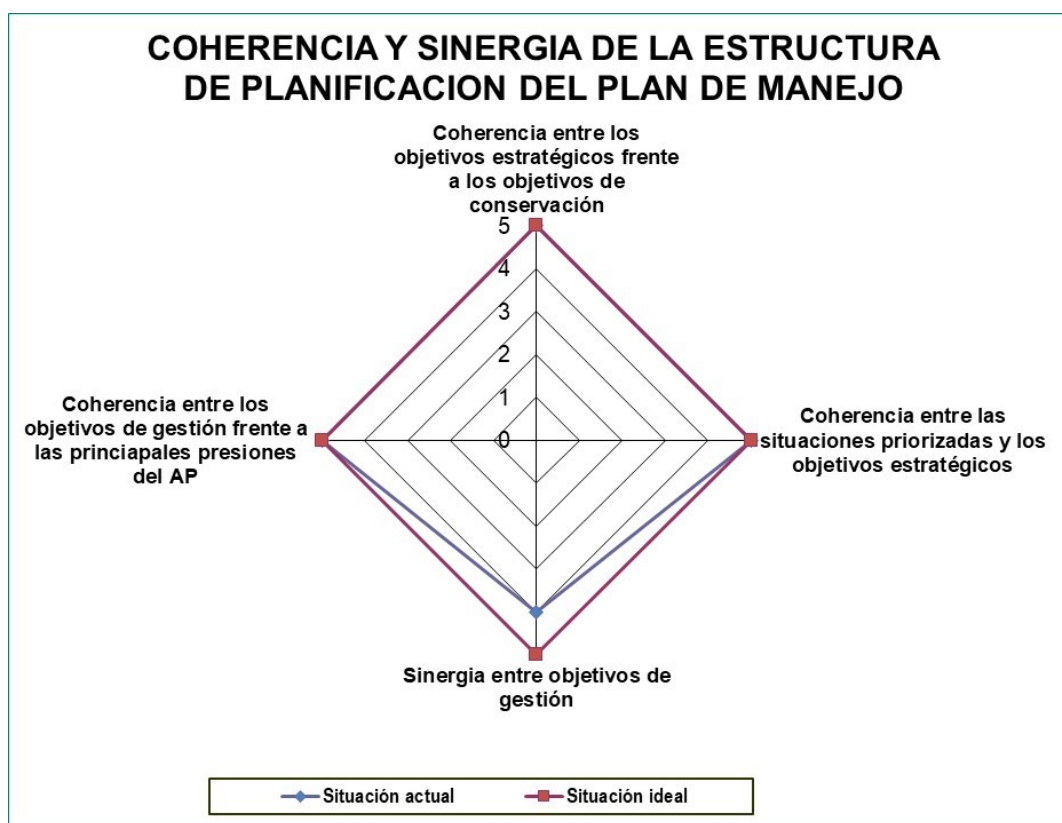 COHERENCIA Y SINERGIA DE LA ESTRUCTURA
DE PLANIFICACION DEL PLAN DE MANEJO
Coherencia entre los
objetivos estratégicos frente
a los objetivos de
conservación
5
4
3
2
1
0
Coherencia entre los
objetivos de gestión frente a
las princiapales presiones
del AP
Coherencia entre las
situaciones priorizadas y los
objetivos estratégicos
Sinergia entre objetivos de
gestión
Situación actual
Situación ideal